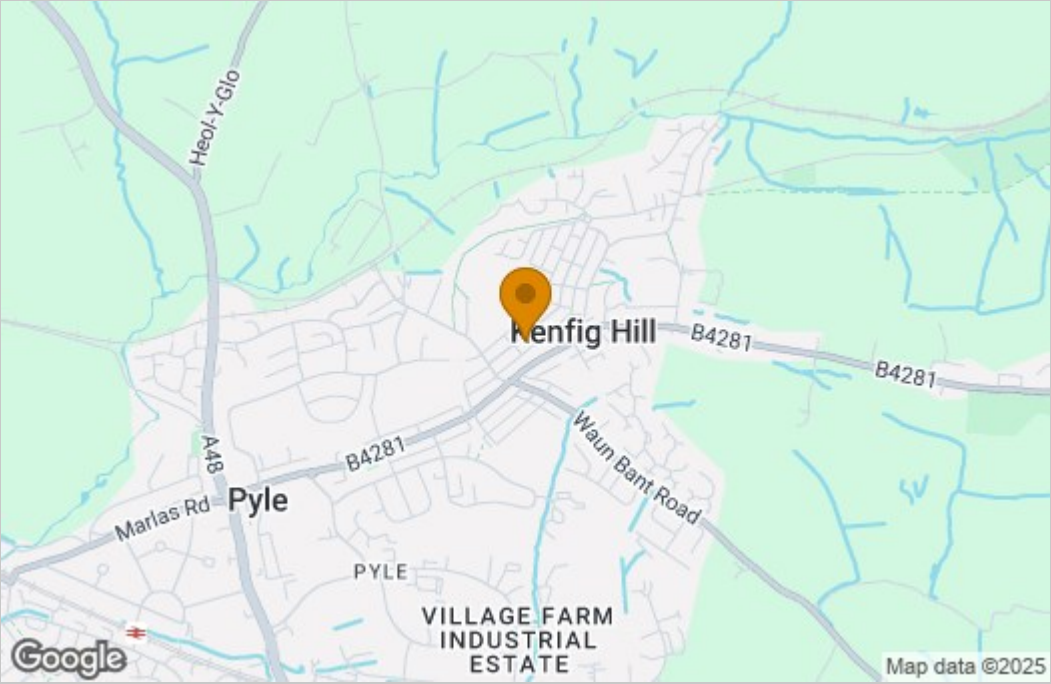 Heol-Y-Glo
Kenfig Hill
B4281
B4281
A48
B4281
Waun Bant Road
Pyle
Marlas Rd
PYLE
VILLAGE FARM
INDUSTRIAL
ESTATE
Google
Map data ©2025